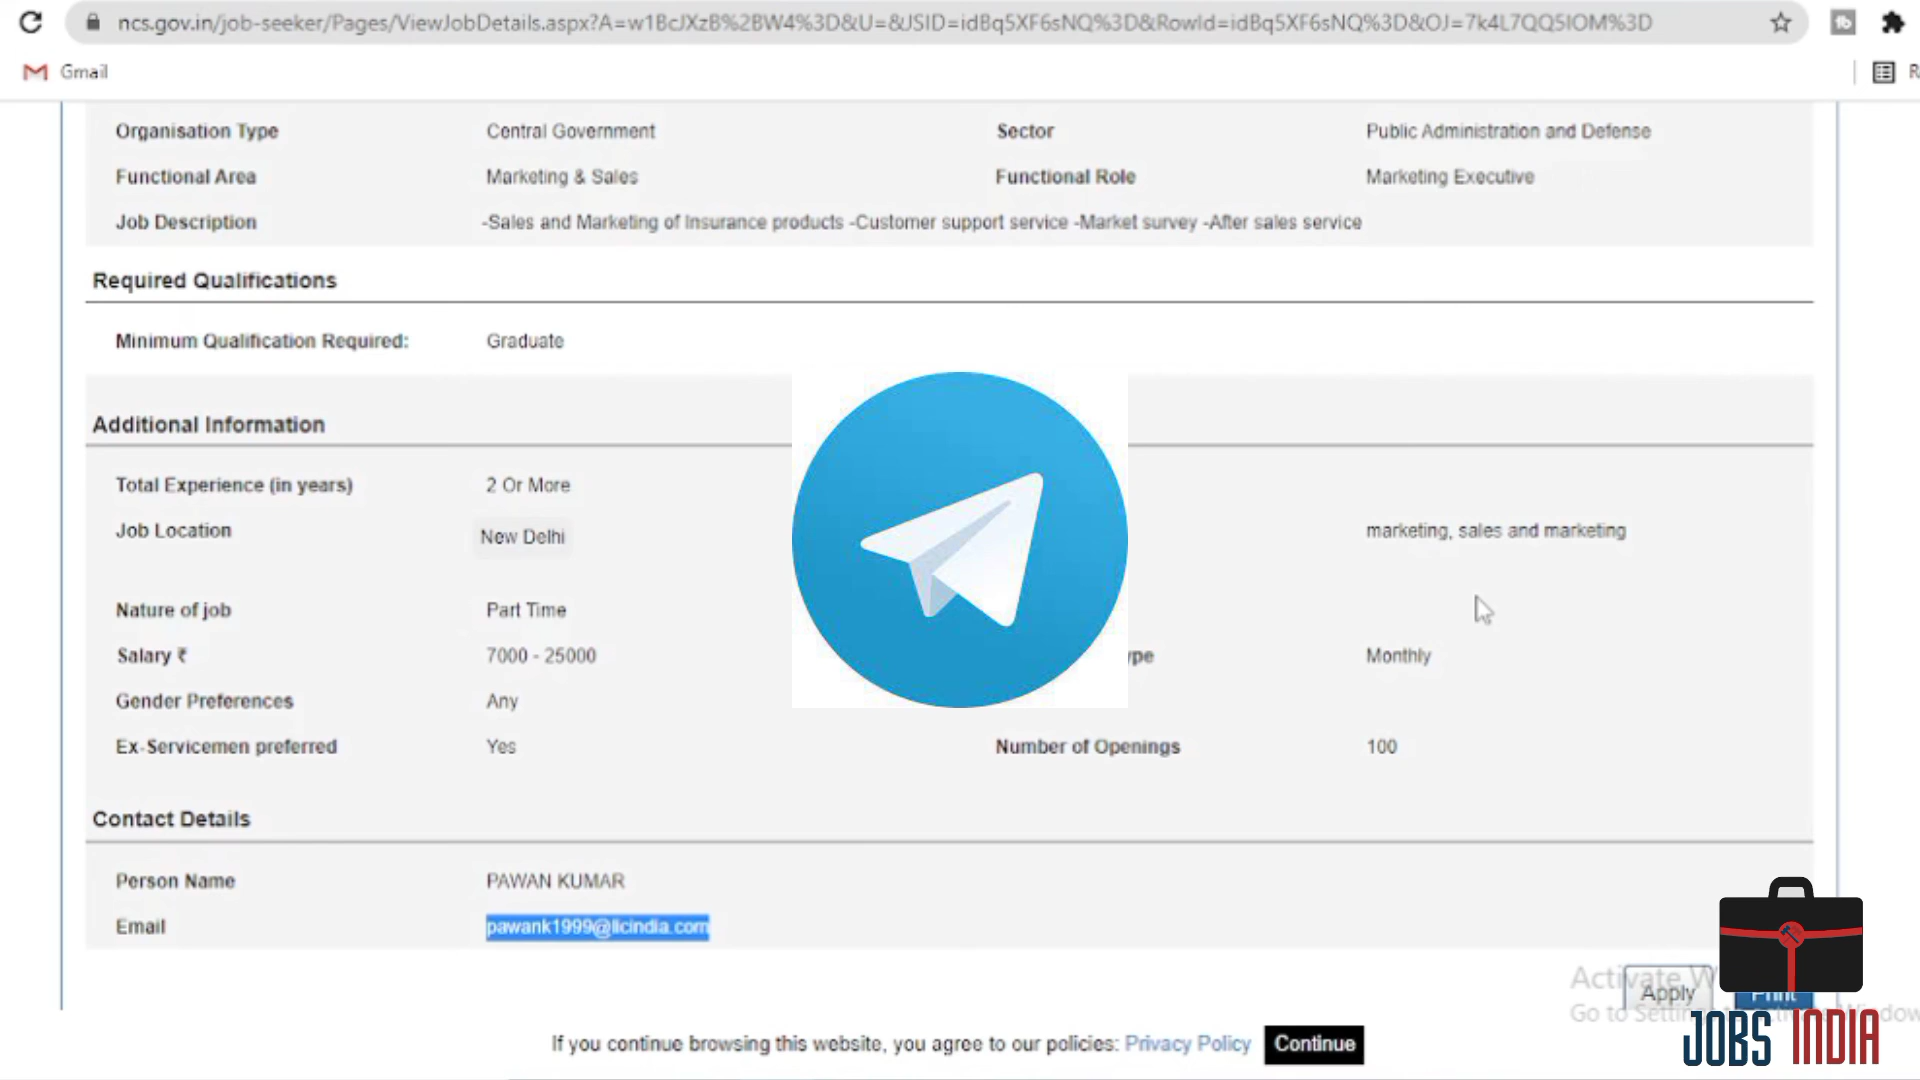 ncs.gov.in/job-seeker/Pages/ViewJobDetails.aspx?A=w1BcJXzB%2BW4%3D&U=&JSID=idBq5XF6sNQ%3D&RowId=idBq5XF6sNQ%3D&OJ=7k4L7QQ5IOM%3D
Gmail R
Organisation Type Central Government Sector Public Administration and Defense
Functional Area Marketing & Sales Functional Role Marketing Executive
Job Description -Sales and Marketing of Insurance products -Customer support service -Market survey -After sales service
Required Qualifications
Minimum Qualification Required: Graduate
Additional Information
Total Experience (in years) 2 Or More
Job Location New Delhi marketing, sales and marketing
Nature of job Part Time
Salary ₹ 7000 - 25000 ype Monthly
Gender Preferences Any
Ex-Servicemen preferred Yes Number of Openings 100
Contact Details
Person Name PAWAN KUMAR
Email pawank1999@licindia.com
Activate W
Apply Print
Go to Settings
If you continue browsing this website, you agree to our policies: Privacy Policy Continue
JOBS INDIA